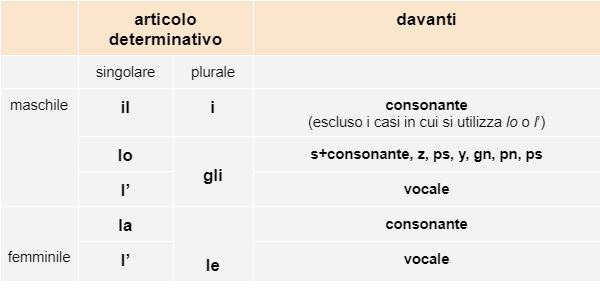 articolo determinativo davanti
singolare plurale
maschile il i consonante
(escluso i casi in cui si utilizza lo o l')
lo gli s+consonante, z, ps, y, gn, pn, ps
l' vocale
femminile la le consonante
l' vocale